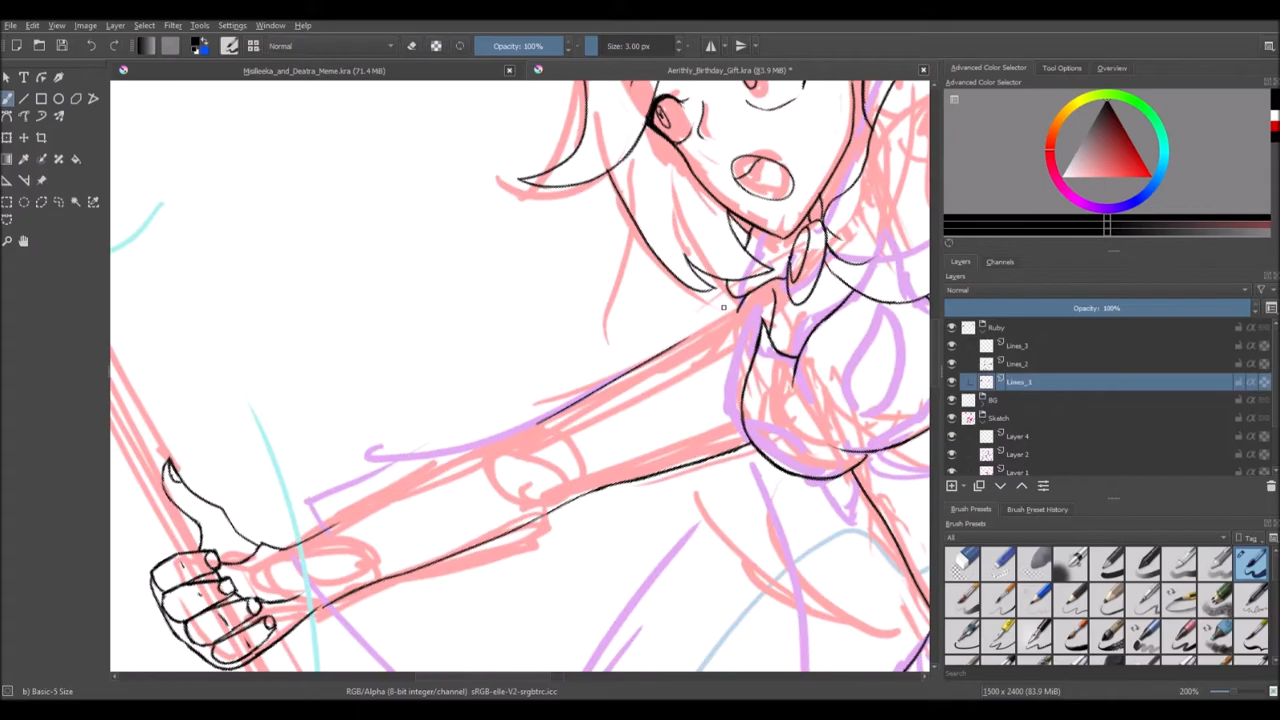 File Edit View Image Layer Select Filter Tools Settings Window Help
Normal Opacity: 100% Size: 3.00 px
Misileeka_and_Deatra_Meme.kra (71.4 MiB) Aerithly_Birthday_Gift.kra (83.9 MiB) *
Advanced Color Selector Tool Options Overview
Advanced Color Selector
Layers Channels
Layers
Normal
Opacity: 100%
Ruby
Lines_3
Lines_2
Lines_1
BG
Sketch
Layer 4
Layer 2
Layer 1
Brush Presets Brush Preset History
Brush Presets
All Tag
Search
b) Basic-5 Size RGB/Alpha (8-bit integer/channel) sRGB-elle-V2-srgbtrc.icc 1500 x 2400 (83.9 MiB) 200%